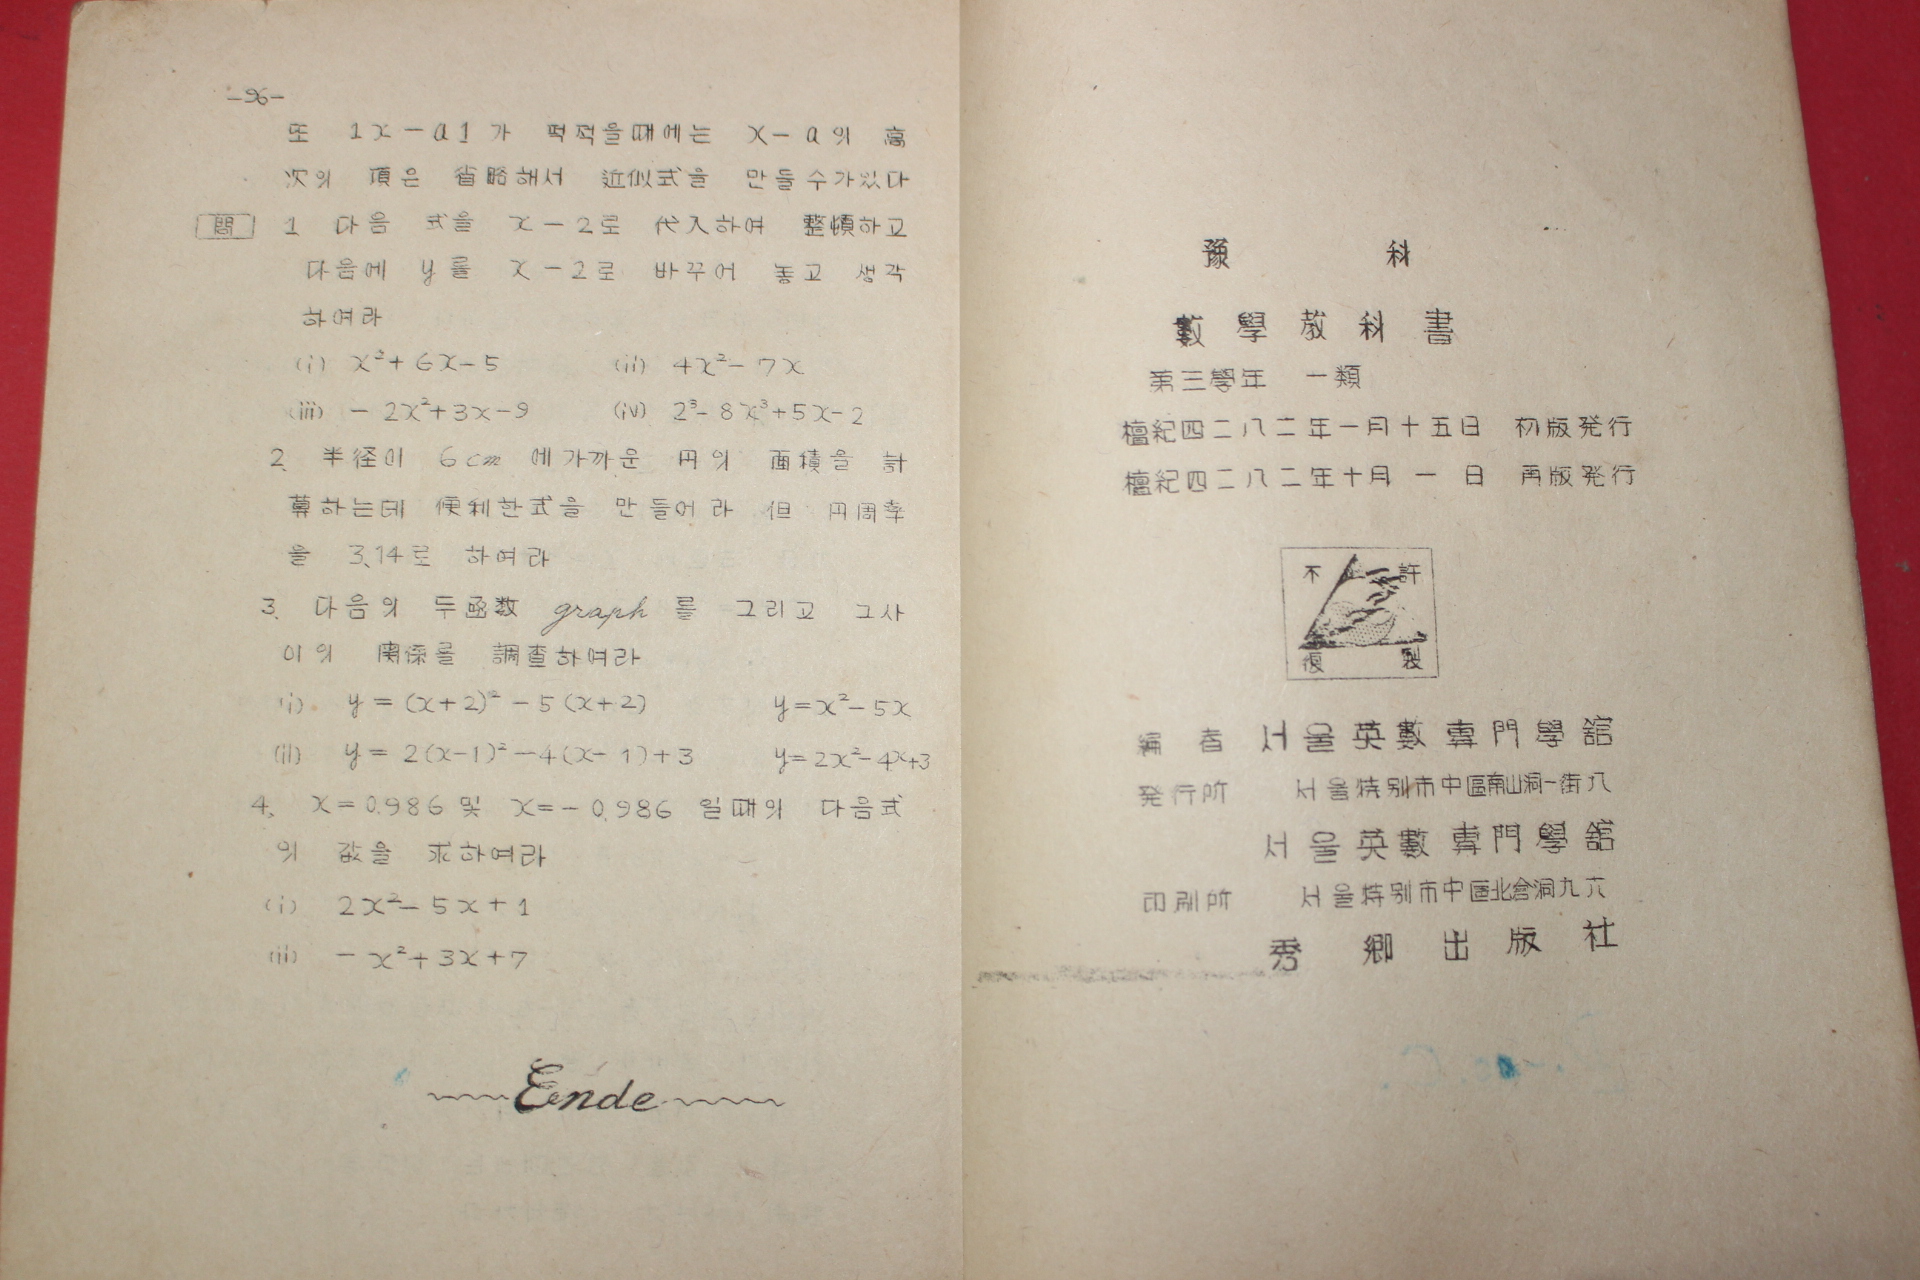 -96-
또 1x-a1가 퍽적을때에는 x-a의 高
次의 項은 省略해서 近似式을 만들수가있다
問 1 다음 式을 x-2로 代入하여 整頓하고
다음에 y를 x-2로 바꾸어 놓고 생각
하여라
(i) x²+6x-5 (ii) 4x²-7x
(iii) -2x²+3x-9 (iv) 2³-8x³+5x-2
2. 半径이 6cm 에가까운 円의 面積을 計
算하는데 便利한式을 만들어라 但 円周率
을 3.14로 하여라
3. 다음의 두函数 graph 를 그리고 그사
이의 関係를 調査하여라
(i) y=(x+2)²-5(x+2) y=x²-5x
(ii) y=2(x-1)²-4(x-1)+3 y=2x²-4x+3
4. x=0.986 및 x=-0.986 일때의 다음式
의 値을 求하여라
(i) 2x²-5x+1
(ii) -x²+3x+7
Ende
豫科
數學教科書
第三學年 一類
檀紀四二八二年一月十五日 初版発行
檀紀四二八二年十月一日 再版発行
不許
復製
編者 서울英數專門學舘
発行所 서울特別市中區南山洞一街八
서울英數專門學舘
印刷所 서울特別市中區北倉洞九六
秀鄕出版社